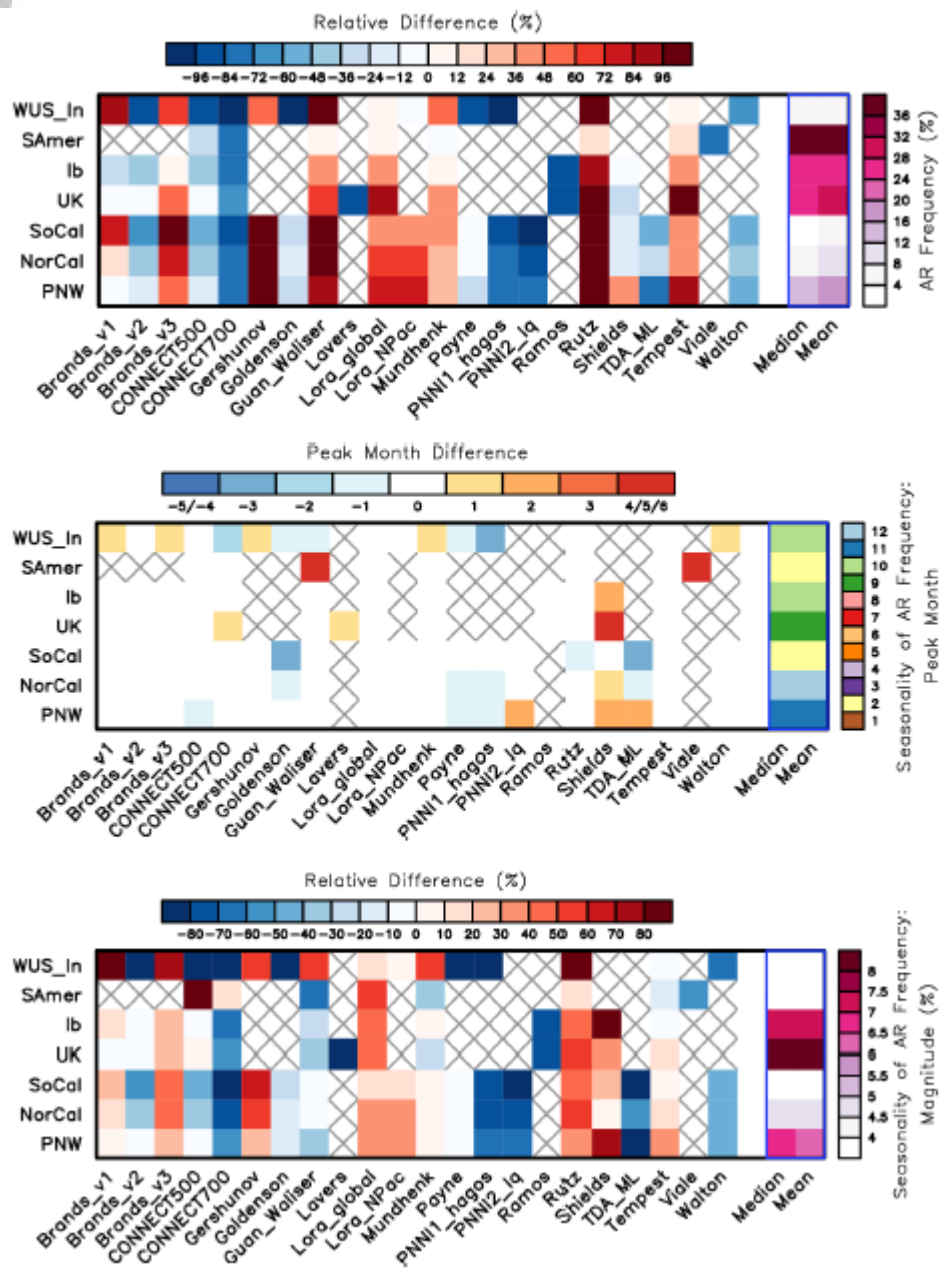 Relative Difference (%)
-96 -84 -72 -60 -48 -36 -24 -12 0 12 24 36 48 60 72 84 96
WUS_In
SAmer
Ib
UK
SoCal
NorCal
PNW
36
32
28
24
20
16
12
8
4
AR Frequency (%)
Brands_v1
Brands_v2
Brands_v3
CONNECT500
CONNECT700
Gershunov
Goldenson
Guan_Waliser
Lavers
Lora_global
Lora_NPac
Mundhenk
Payne
PNNI1_hagos
PNNI2_lq
Ramos
Rutz
Shields
TDA_ML
Tempest
Viale
Walton
Median
Mean
Peak Month Difference
-5/-4 -3 -2 -1 0 1 2 3 4/5/6
WUS_In
SAmer
Ib
UK
SoCal
NorCal
PNW
12
11
10
9
8
7
6
5
4
3
2
1
Seasonality of AR Frequency:
Peak Month
Brands_v1
Brands_v2
Brands_v3
CONNECT500
CONNECT700
Gershunov
Goldenson
Guan_Waliser
Lavers
Lora_global
Lora_NPac
Mundhenk
Payne
PNNI1_hagos
PNNI2_lq
Ramos
Rutz
Shields
TDA_ML
Tempest
Viale
Walton
Median
Mean
Relative Difference (%)
-80 -70 -60 -50 -40 -30 -20 -10 0 10 20 30 40 50 60 70 80
WUS_In
SAmer
Ib
UK
SoCal
NorCal
PNW
8
7.5
7
6.5
6
5.5
5
4.5
4
Seasonality of AR Frequency:
Magnitude (%)
Brands_v1
Brands_v2
Brands_v3
CONNECT500
CONNECT700
Gershunov
Goldenson
Guan_Waliser
Lavers
Lora_global
Lora_NPac
Mundhenk
Payne
PNNI1_hagos
PNNI2_lq
Ramos
Rutz
Shields
TDA_ML
Tempest
Viale
Walton
Median
Mean